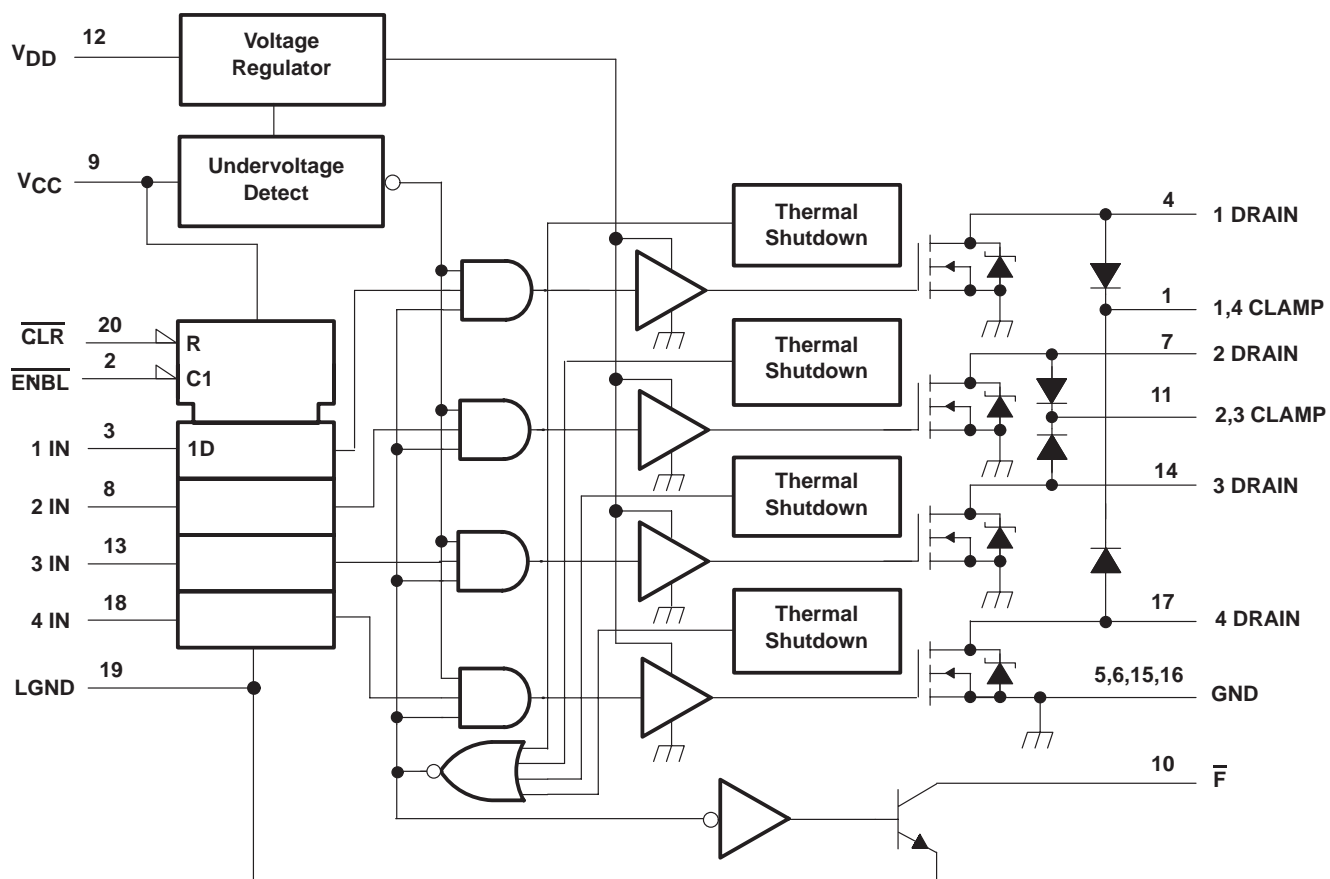 VDD 12
Voltage
Regulator
VCC 9
Undervoltage
Detect
Thermal
Shutdown
4 1 DRAIN
1 1,4 CLAMP
CLR 20 R
ENBL 2 C1
Thermal
Shutdown
7 2 DRAIN
11 2,3 CLAMP
1 IN 3 1D
2 IN 8
Thermal
Shutdown
14 3 DRAIN
3 IN 13
4 IN 18
Thermal
Shutdown
17 4 DRAIN
LGND 19
5,6,15,16 GND
10 F